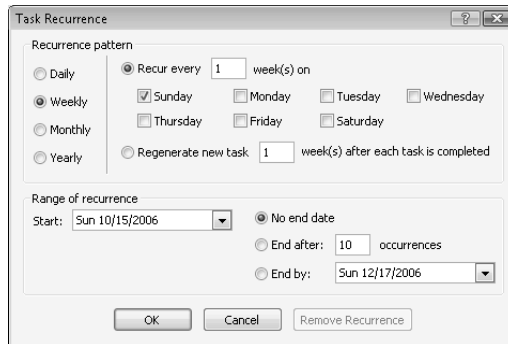 Task Recurrence
Recurrence pattern
Daily
Weekly
Monthly
Yearly
Recur every 1 week(s) on
Sunday Monday Tuesday Wednesday
Thursday Friday Saturday
Regenerate new task 1 week(s) after each task is completed
Range of recurrence
Start: Sun 10/15/2006
No end date
End after: 10 occurrences
End by: Sun 12/17/2006
OK Cancel Remove Recurrence